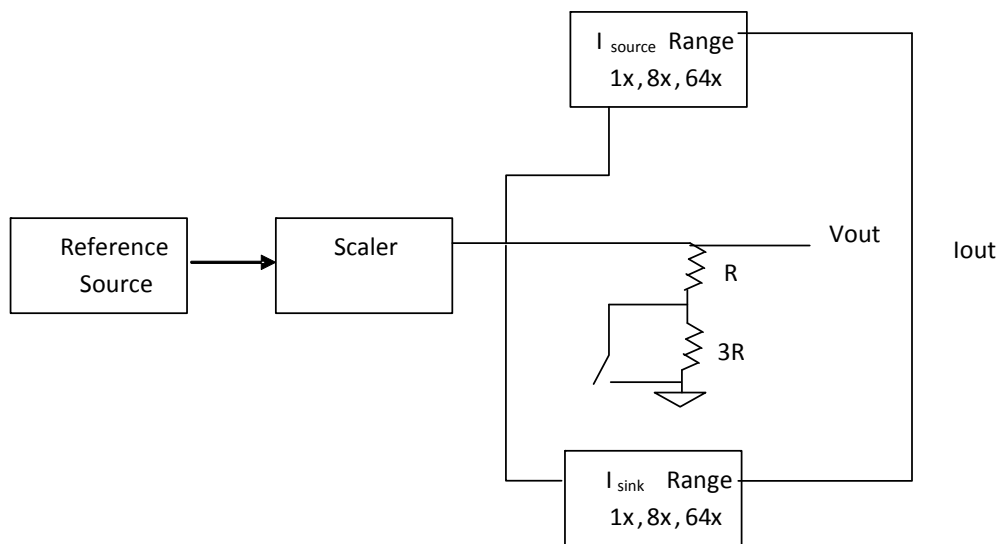 I source Range
1x, 8x, 64x
Reference
Source
Scaler
Vout
Iout
R
3R
I sink Range
1x, 8x, 64x